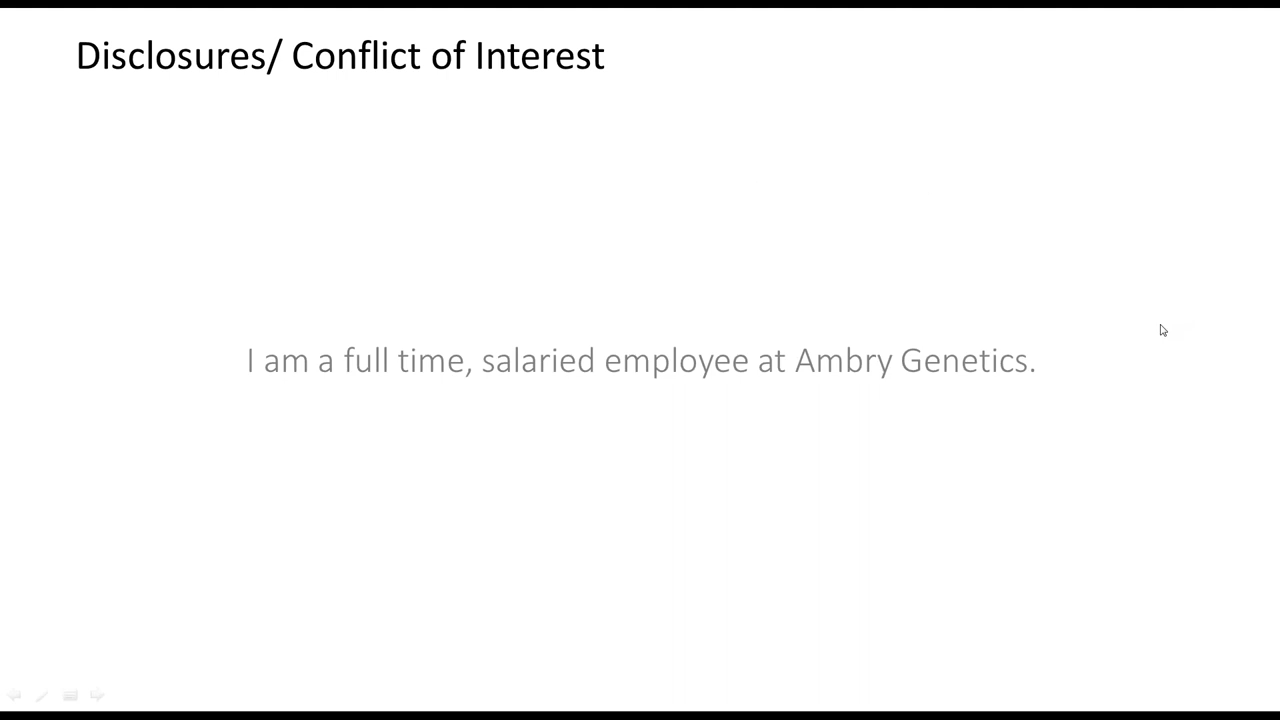 Disclosures/ Conflict of Interest
I am a full time, salaried employee at Ambry Genetics.